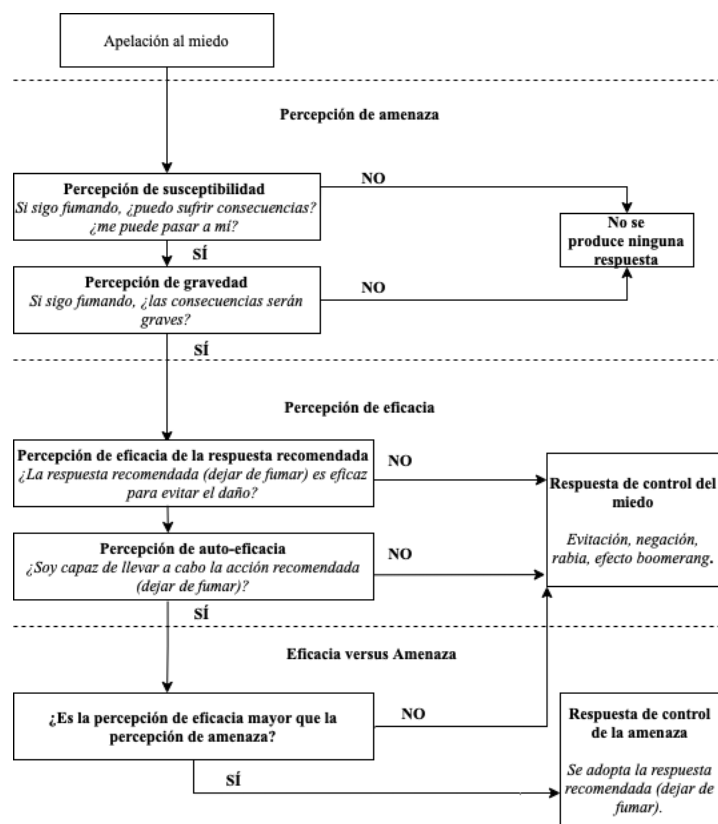 Apelación al miedo
Percepción de amenaza
Percepción de susceptibilidad
Si sigo fumando, ¿puedo sufrir consecuencias?
¿me puede pasar a mí?
NO
No se
produce ninguna
respuesta
SÍ
Percepción de gravedad
Si sigo fumando, ¿las consecuencias serán
graves?
NO
SÍ
Percepción de eficacia
Percepción de eficacia de la respuesta recomendada
¿La respuesta recomendada (dejar de fumar) es eficaz
para evitar el daño?
NO
Respuesta de control del
miedo
Evitación, negación,
rabia, efecto boomerang.
Percepción de auto-eficacia
¿Soy capaz de llevar a cabo la acción recomendada
(dejar de fumar)?
NO
SÍ
Eficacia versus Amenaza
¿Es la percepción de eficacia mayor que la
percepción de amenaza?
NO
SÍ
Respuesta de control
de la amenaza
Se adopta la respuesta
recomendada (dejar de
fumar).